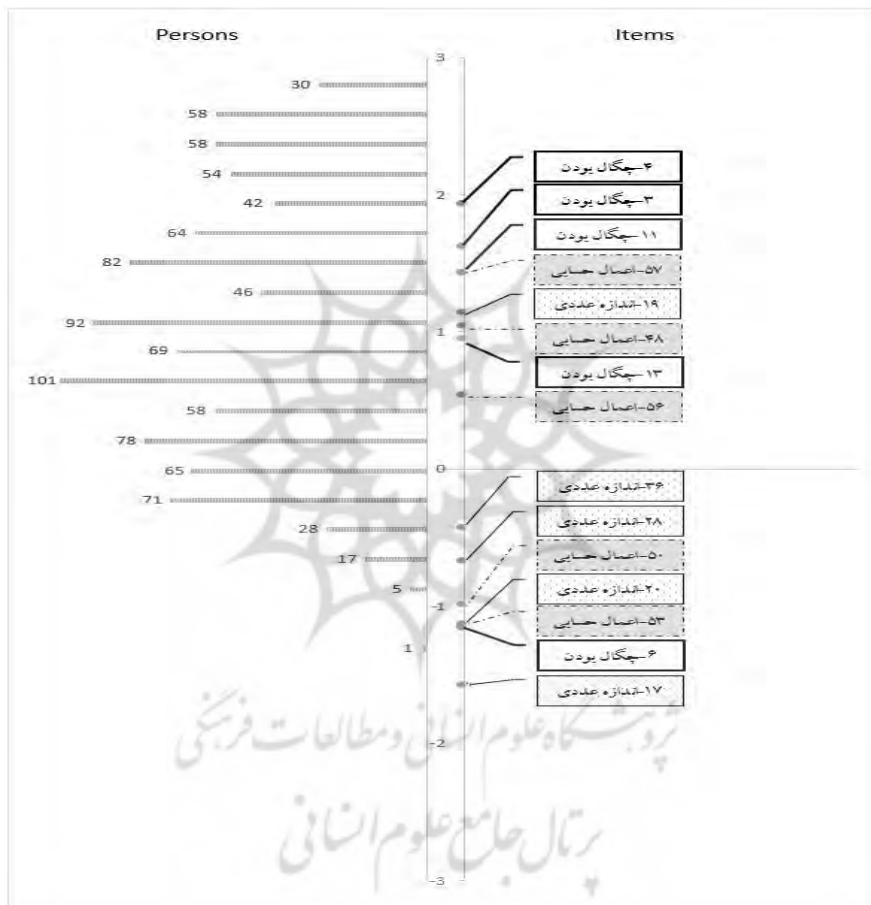 Persons
Items
3
30
58
58
54
۴-چگال بودن
2
42
۳-چگال بودن
64
۱۱-چگال بودن
82
۵۷-اعمال حسابی
46
۱۹-اندازه عددی
92
1
۴۸-اعمال حسابی
69
۱۳-چگال بودن
101
58
۵۶-اعمال حسابی
78
65
0
۳۶-اندازه عددی
71
28
۲۸-اندازه عددی
17
۵۰-اعمال حسابی
5
۲۰-اندازه عددی
-1
۵۳-اعمال حسابی
1
۶-چگال بودن
۱۷-اندازه عددی
پژوهشگاه علوم انسانی و مطالعات فرهنگی
-2
پرتال جامع علوم انسانی
-3